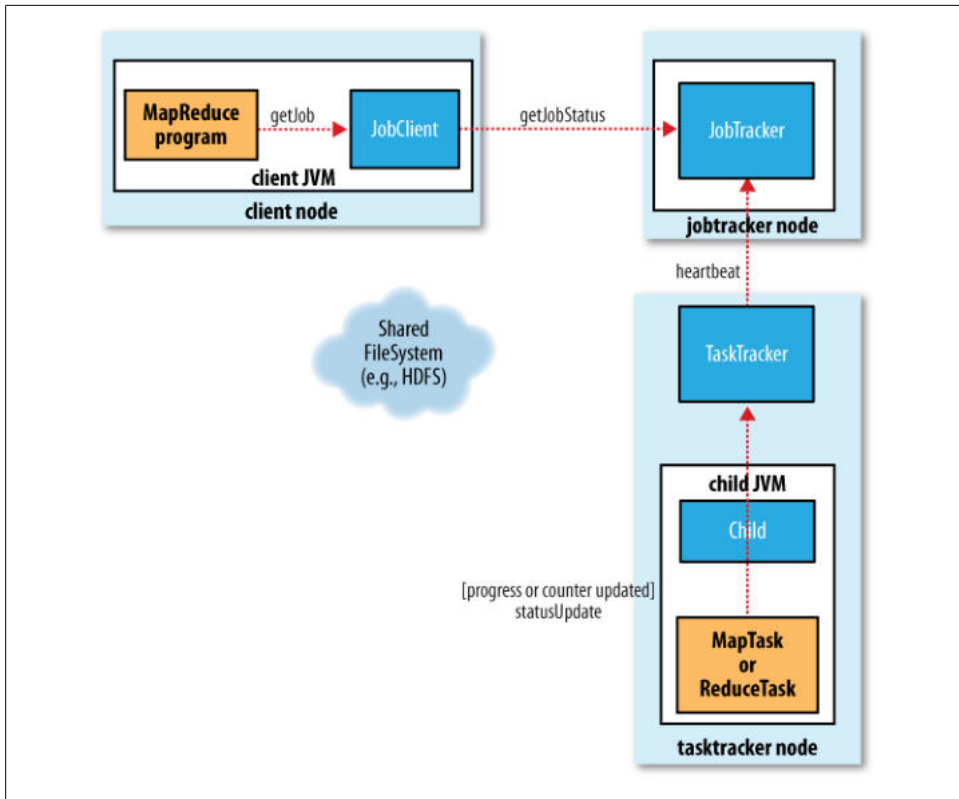 MapReduce
program
getJob
JobClient
client JVM
client node
getJobStatus
JobTracker
jobtracker node
heartbeat
Shared
FileSystem
(e.g., HDFS)
TaskTracker
child JVM
Child
[progress or counter updated]
statusUpdate
MapTask
or
ReduceTask
tasktracker node